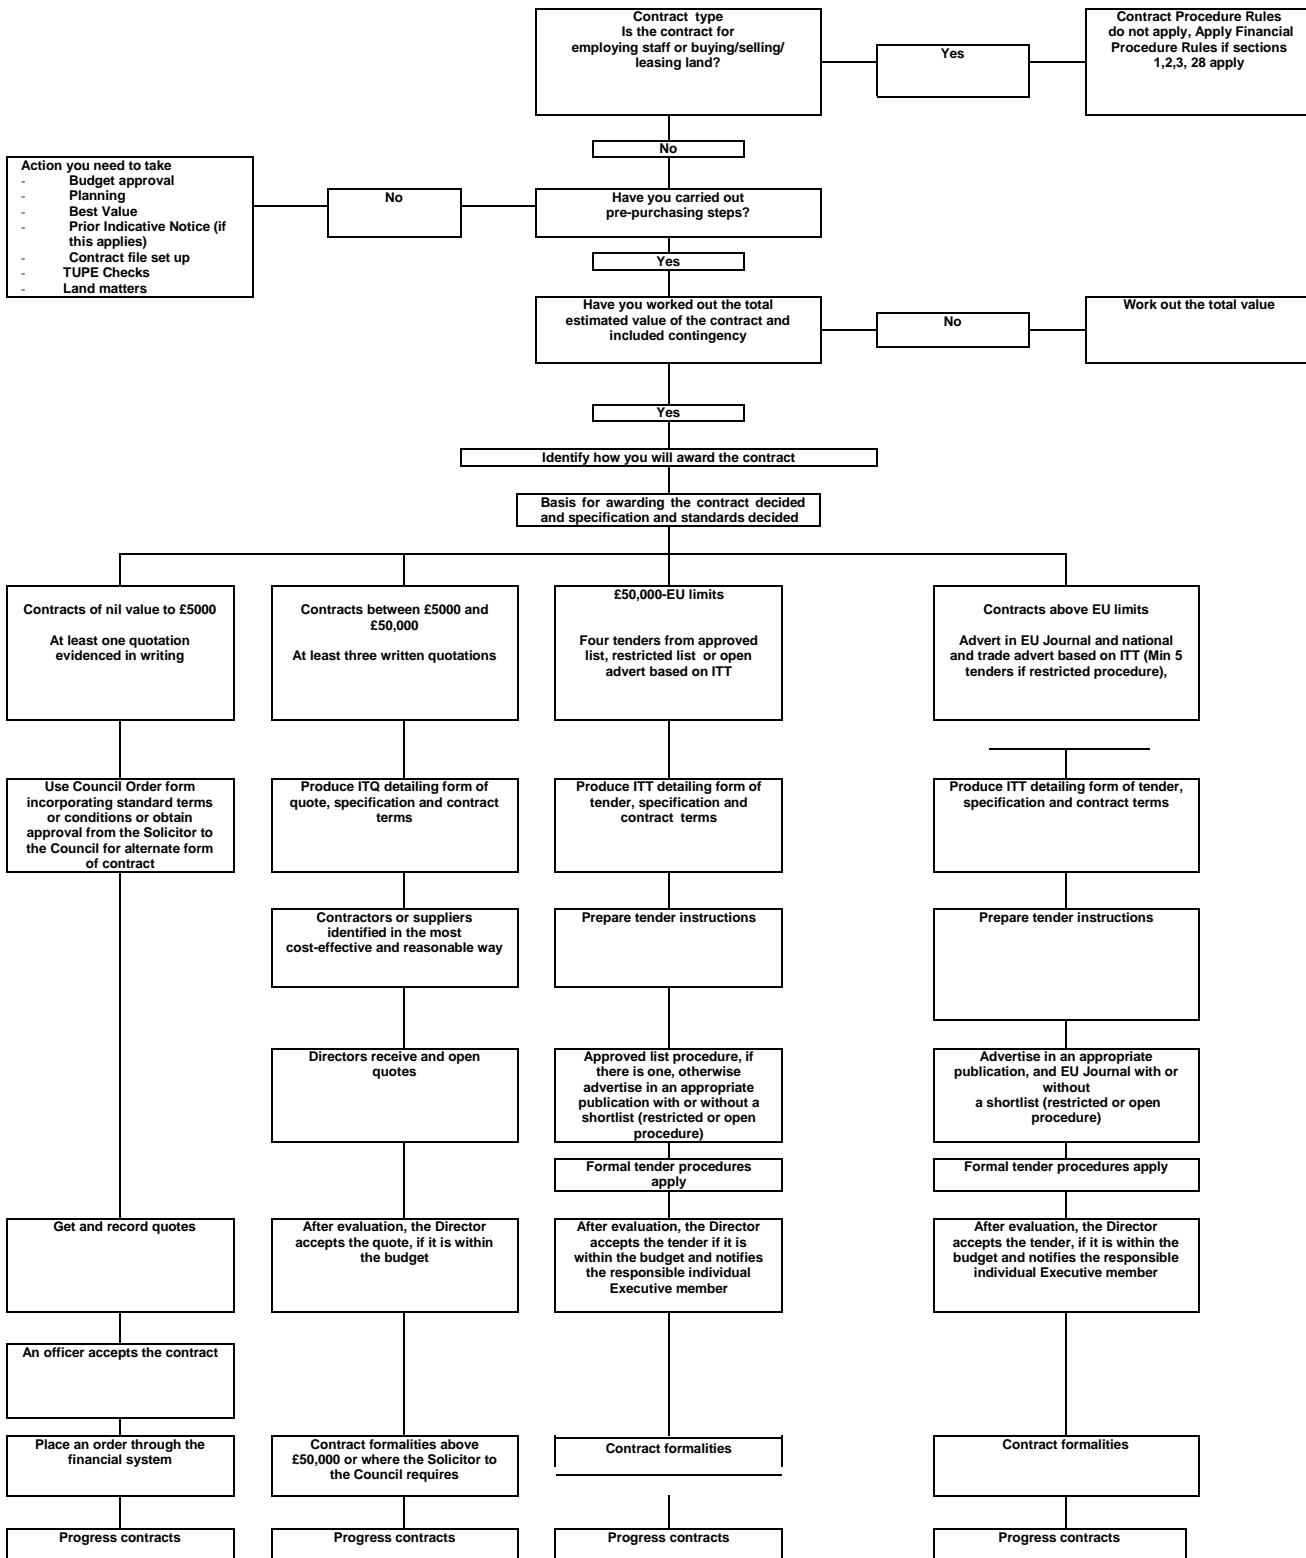 Contract type
Is the contract for
employing staff or buying/selling/
leasing land?
Yes
Contract Procedure Rules
do not apply, Apply Financial
Procedure Rules if sections
1,2,3, 28 apply
No
Action you need to take
- Budget approval
- Planning
- Best Value
- Prior Indicative Notice (if
this applies)
- Contract file set up
- TUPE Checks
- Land matters
No
Have you carried out
pre-purchasing steps?
Yes
Have you worked out the total
estimated value of the contract and
included contingency
No
Work out the total value
Yes
Identify how you will award the contract
Basis for awarding the contract decided
and specification and standards decided
Contracts of nil value to £5000
At least one quotation
evidenced in writing
Contracts between £5000 and
£50,000
At least three written quotations
£50,000-EU limits
Four tenders from approved
list, restricted list or open
advert based on ITT
Contracts above EU limits
Advert in EU Journal and national
and trade advert based on ITT (Min 5
tenders if restricted procedure),
Use Council Order form
incorporating standard terms
or conditions or obtain
approval from the Solicitor to
the Council for alternate form
of contract
Produce ITQ detailing form of
quote, specification and contract
terms
Produce ITT detailing form of
tender, specification and
contract terms
Produce ITT detailing form of tender,
specification and contract terms
Contractors or suppliers
identified in the most
cost-effective and reasonable way
Prepare tender instructions
Prepare tender instructions
Directors receive and open
quotes
Approved list procedure, if
there is one, otherwise
advertise in an appropriate
publication with or without a
shortlist (restricted or open
procedure)
Advertise in an appropriate
publication, and EU Journal with or
without
a shortlist (restricted or open
procedure)
Formal tender procedures
apply
Formal tender procedures apply
Get and record quotes
After evaluation, the Director
accepts the quote, if it is within
the budget
After evaluation, the Director
accepts the tender if it is
within the budget and notifies
the responsible individual
Executive member
After evaluation, the Director
accepts the tender, if it is within the
budget and notifies the responsible
individual Executive member
An officer accepts the contract
Place an order through the
financial system
Contract formalities above
£50,000 or where the Solicitor to
the Council requires
Contract formalities
Contract formalities
Progress contracts
Progress contracts
Progress contracts
Progress contracts